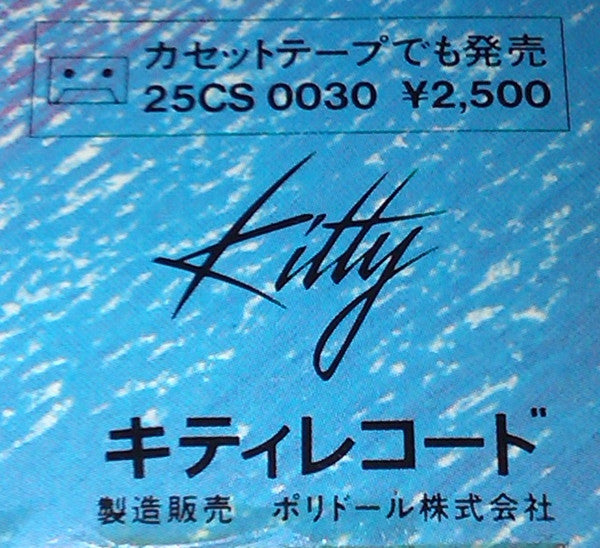 カセットテープでも発売
25CS 0030 ¥2,500
Kitty
キティレコード
製造販売 ポリドール株式会社